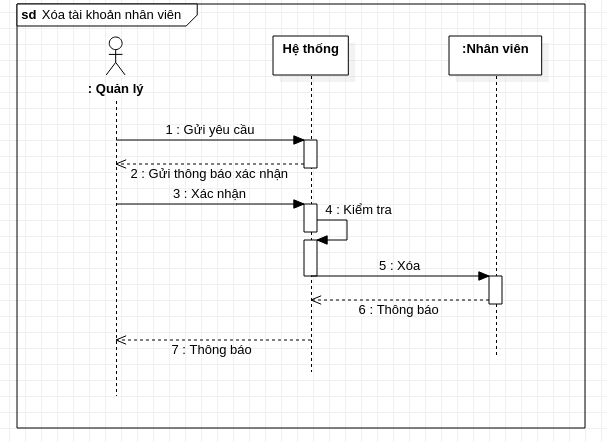 sd Xóa tài khoản nhân viên
Hệ thống
:Nhân viên
: Quản lý
1 : Gửi yêu cầu
2 : Gửi thông báo xác nhận
3 : Xác nhận
4 : Kiểm tra
5 : Xóa
6 : Thông báo
7 : Thông báo